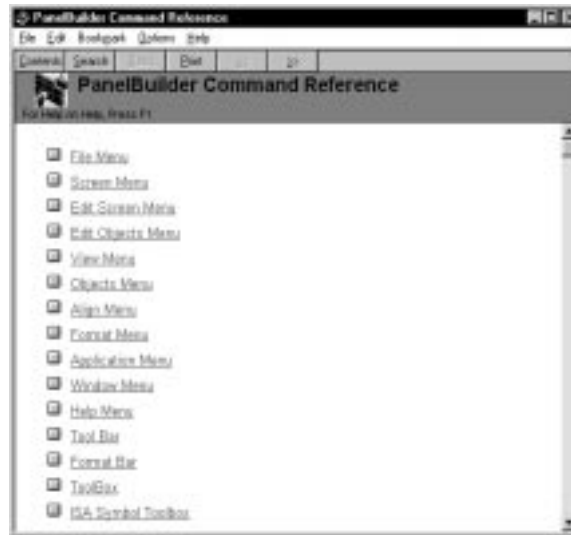 PanelBuilder Command Reference
File Edit Bookmark Options Help
Contents Search Print << >>
PanelBuilder Command Reference
For Help on Help, Press F1
File Menu
Screen Menu
Edit Screen Menu
Edit Objects Menu
View Menu
Objects Menu
Align Menu
Format Menu
Application Menu
Window Menu
Help Menu
Tool Bar
Format Bar
ToolBox
ISA Symbol Toolbox